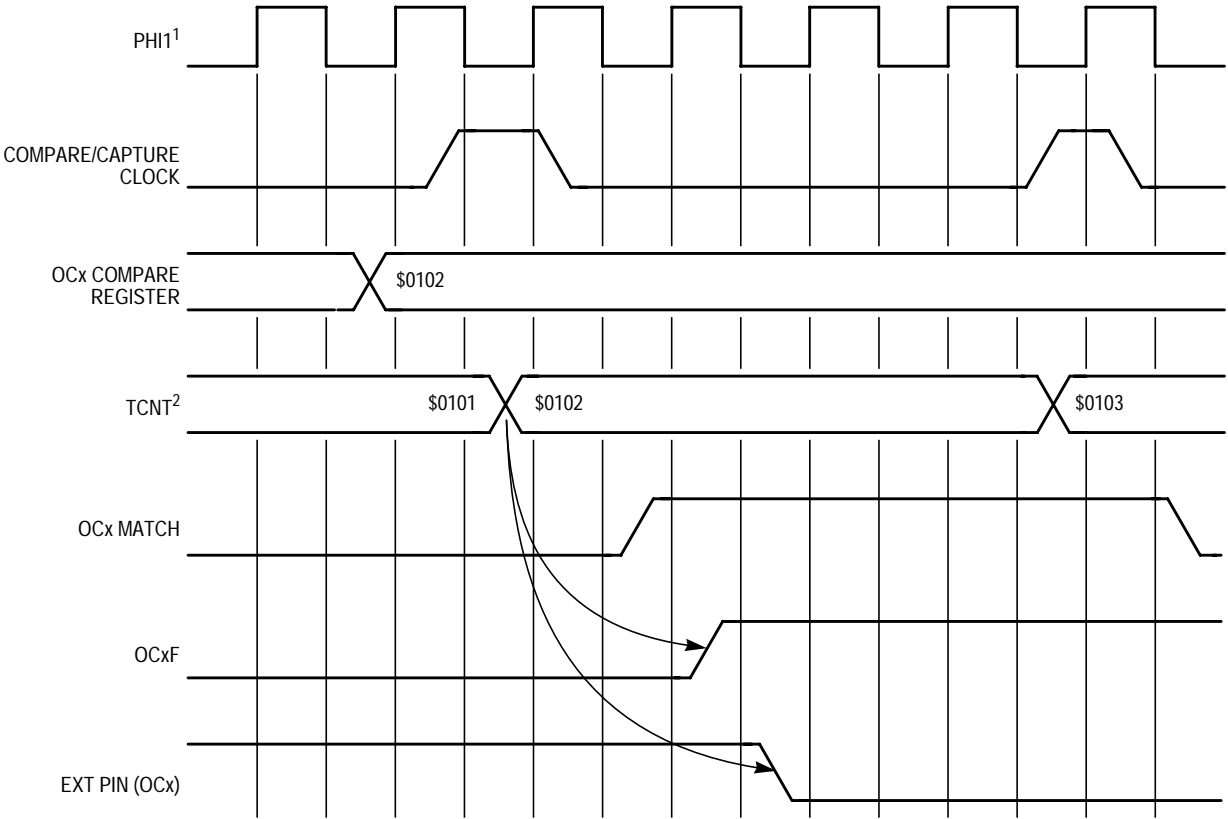 PHI1¹
COMPARE/CAPTURE
CLOCK
OCx COMPARE
REGISTER
$0102
TCNT²
$0101
$0102
$0103
OCx MATCH
OCxF
EXT PIN (OCx)